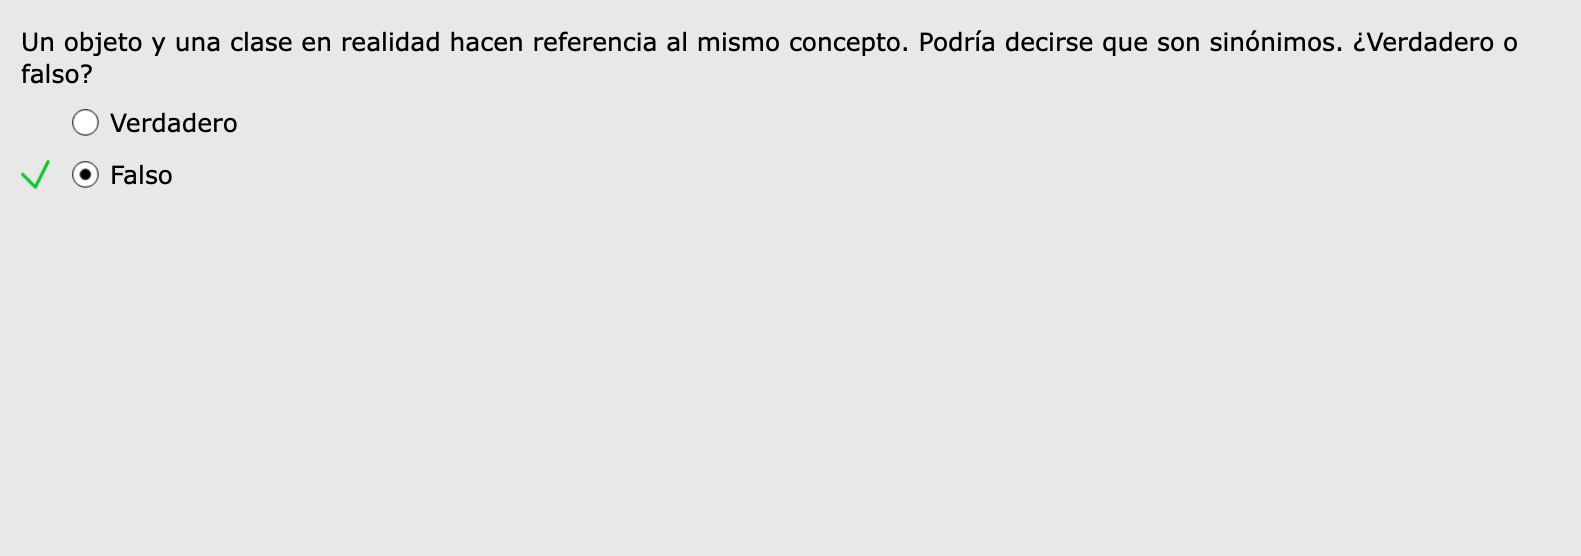 Un objeto y una clase en realidad hacen referencia al mismo concepto. Podría decirse que son sinónimos. ¿Verdadero o
falso?
Verdadero
Falso